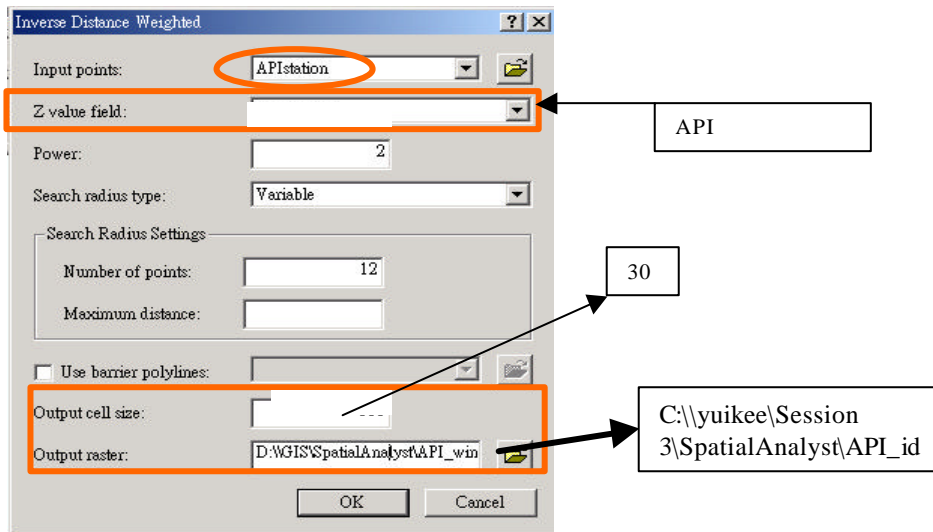 Inverse Distance Weighted
Input points: APIstation
Z value field:
API
Power: 2
Search radius type: Variable
Search Radius Settings
Number of points: 12
30
Maximum distance:
Use barrier polylines:
Output cell size:
Output raster: D:\GIS\SpatialAnalyst\API_win
C:\\yuikee\Session
3\SpatialAnalyst\API_id
OK Cancel